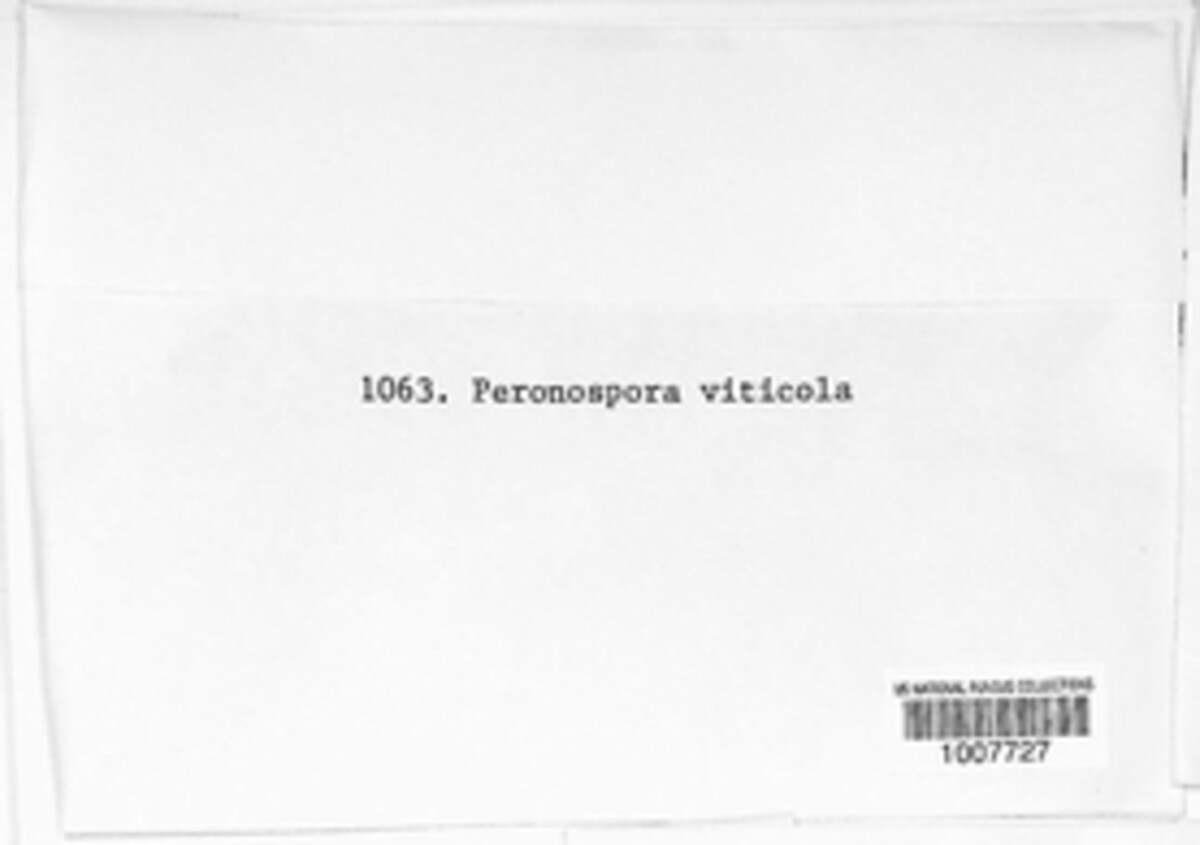 1063. Peronospora viticola
US NATIONAL FUNGUS COLLECTIONS
1007727